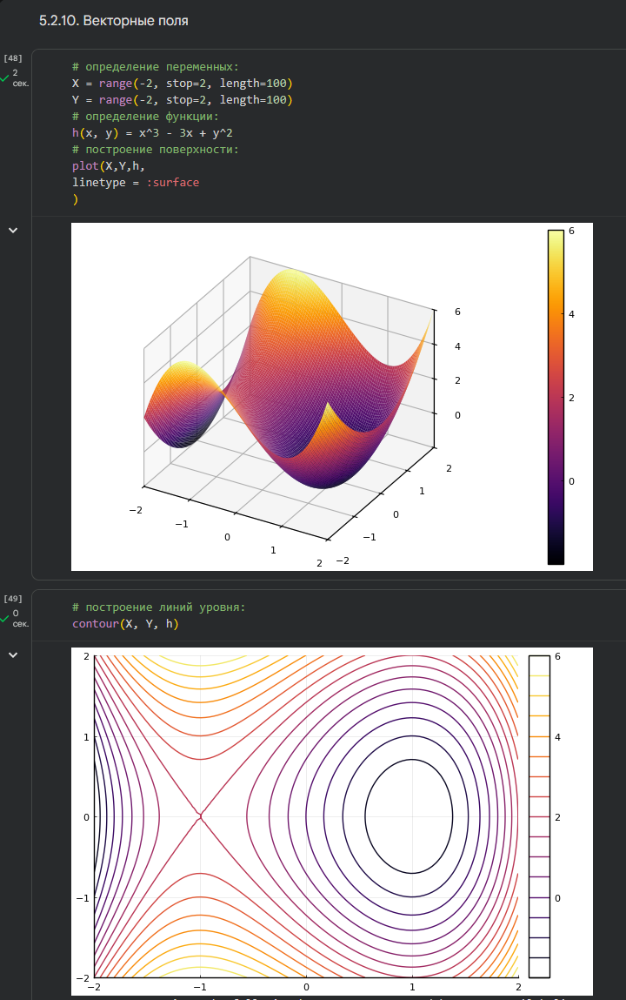 5.2.10. Векторные поля
[48]
2
сек.
# определение переменных:
X = range(-2, stop=2, length=100)
Y = range(-2, stop=2, length=100)
# определение функции:
h(x, y) = x^3 - 3x + y^2
# построение поверхности:
plot(X,Y,h,
linetype = :surface
)
6
4
2
0
6
4
2
0
−2
−1
0
1
2
−2
−1
0
1
2
[49]
0
сек.
# построение линий уровня:
contour(X, Y, h)
2
1
0
−1
−2
−2
−1
0
1
2
6
4
2
0